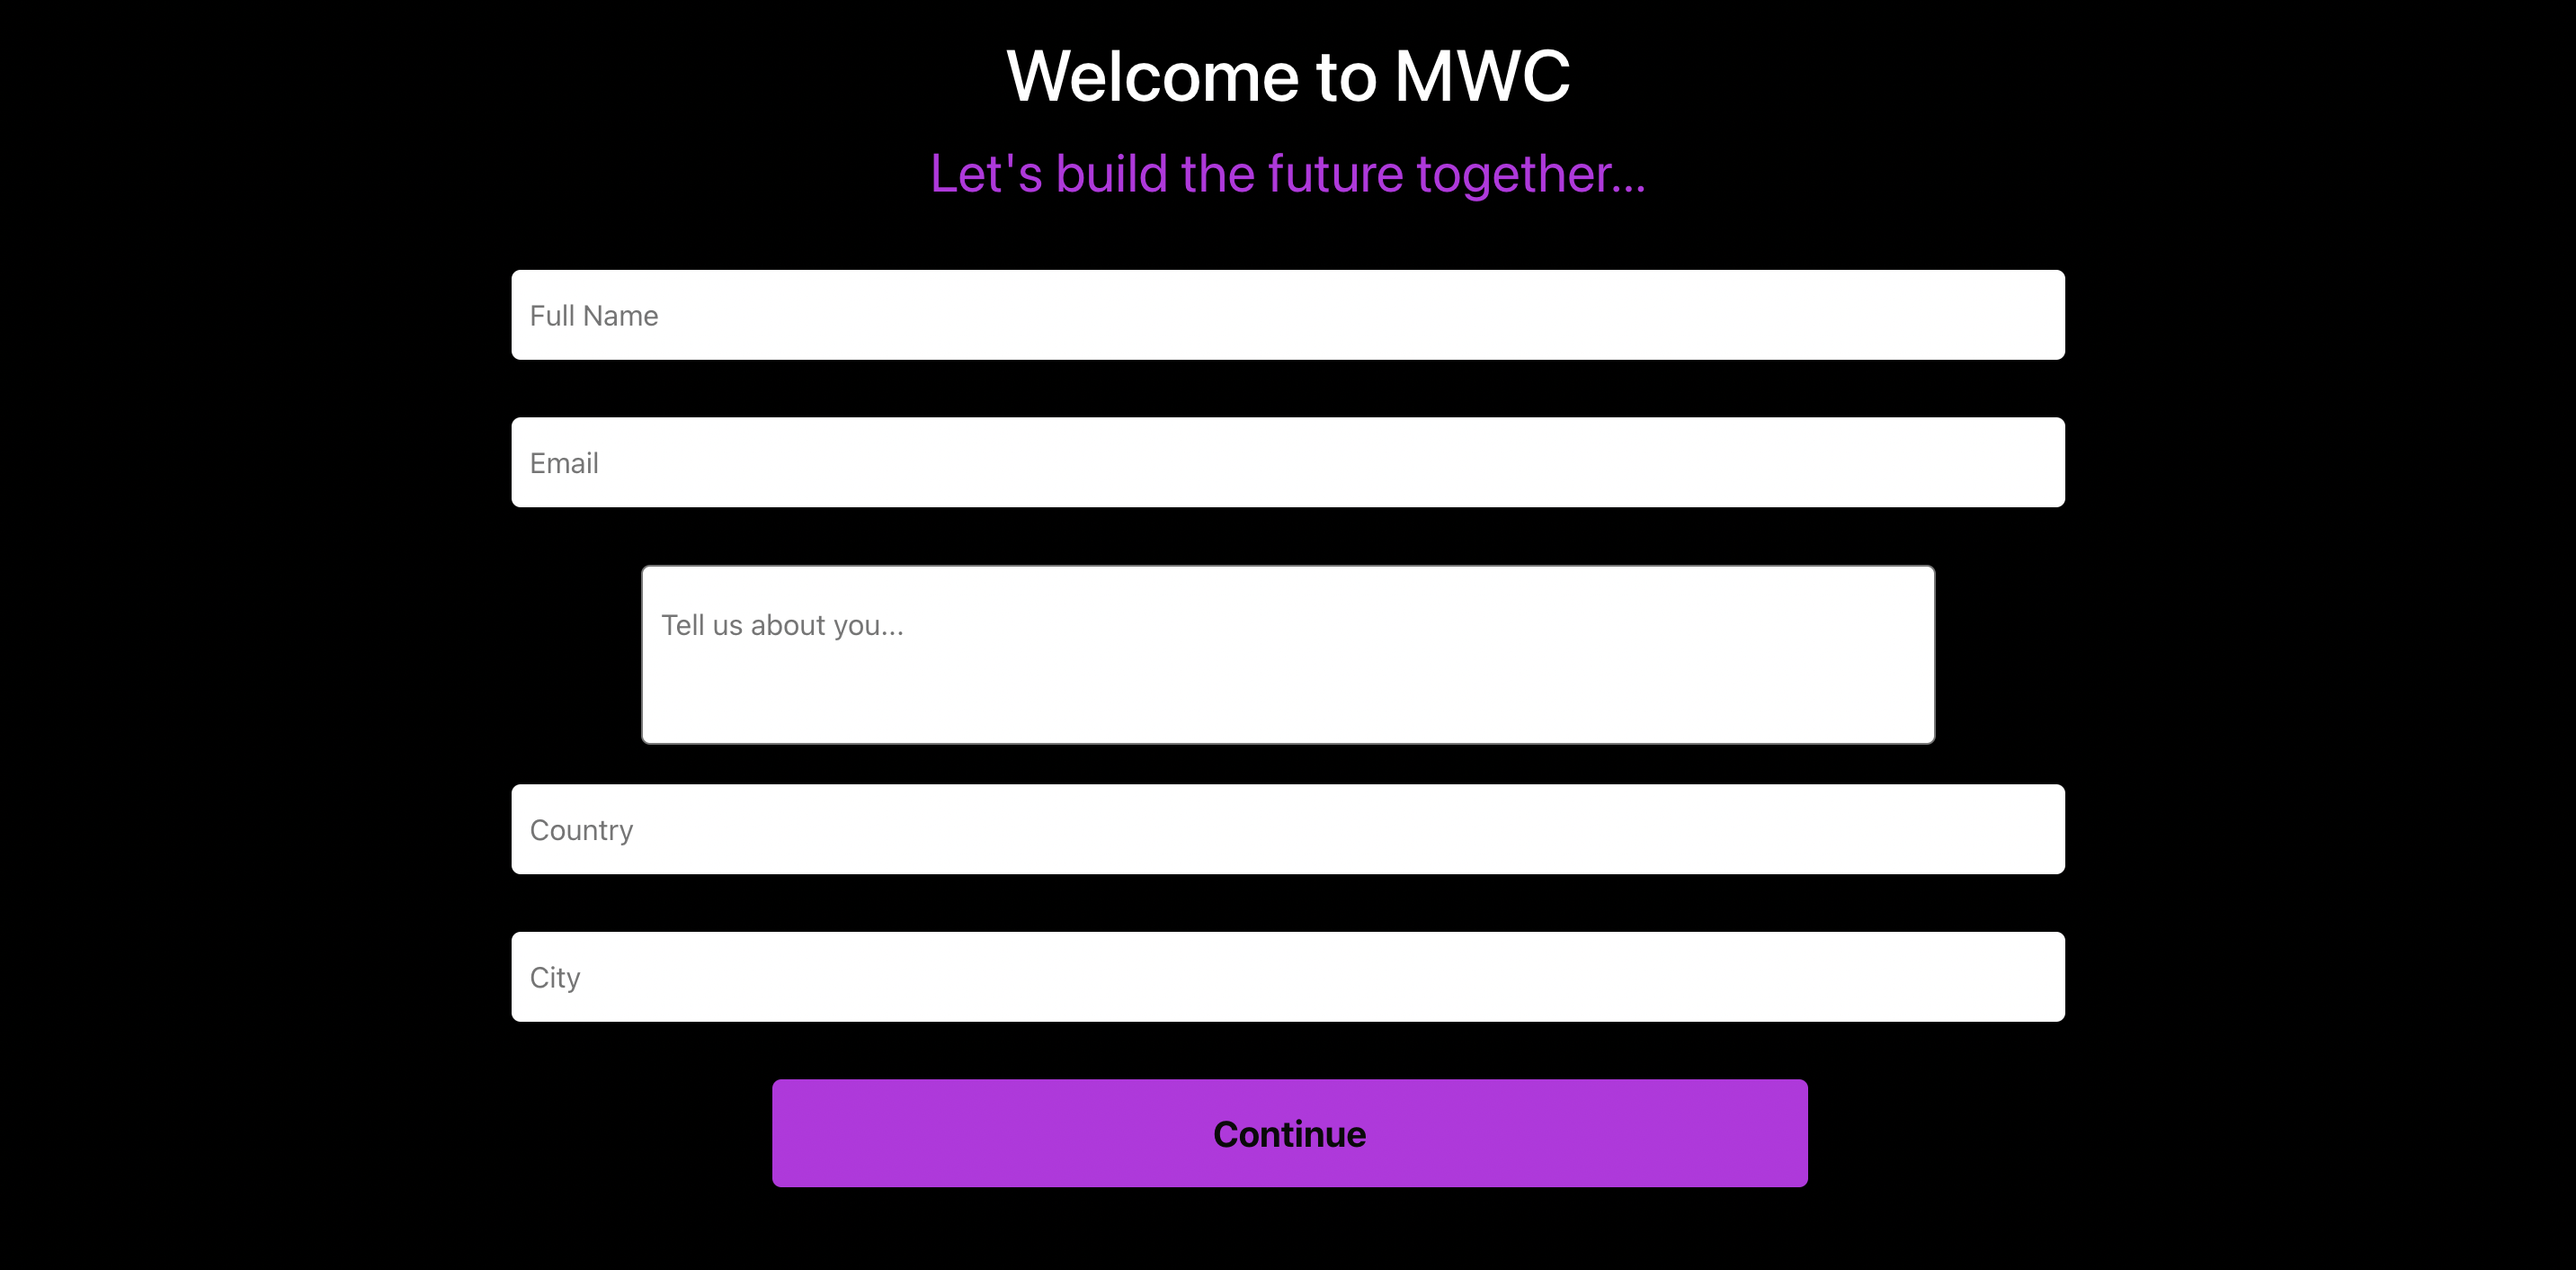 Welcome to MWC
Let's build the future together...
Full Name
Email
Tell us about you...
Country
City
Continue